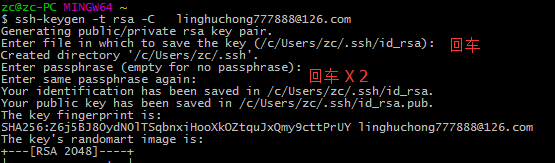 zc@zc-PC MINGW64 ~
$ ssh-keygen -t rsa -C   linghuchong777888@126.com
Generating public/private rsa key pair.
Enter file in which to save the key (/c/Users/zc/.ssh/id_rsa): 回车
Created directory '/c/Users/zc/.ssh'.
Enter passphrase (empty for no passphrase):
Enter same passphrase again: 回车 X 2
Your identification has been saved in /c/Users/zc/.ssh/id_rsa.
Your public key has been saved in /c/Users/zc/.ssh/id_rsa.pub.
The key fingerprint is:
SHA256:Z6j5BJ8OydNOlTSqbnxiHooXkOZtquJxQmy9cttPrUY linghuchong777888@126.com
The key's randomart image is:
+---[RSA 2048]----+